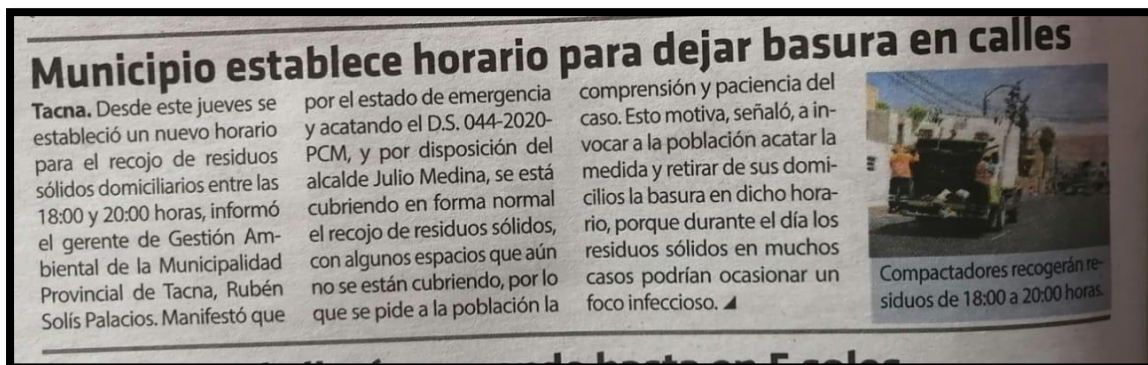 Municipio establece horario para dejar basura en calles
Tacna. Desde este jueves se
estableció un nuevo horario
para el recojo de residuos
sólidos domiciliarios entre las
18:00 y 20:00 horas, informó
el gerente de Gestión Am-
biental de la Municipalidad
Provincial de Tacna, Rubén
Solís Palacios. Manifestó que
por el estado de emergencia
y acatando el D.S. 044-2020-
PCM, y por disposición del
alcalde Julio Medina, se está
cubriendo en forma normal
el recojo de residuos sólidos,
con algunos espacios que aún
no se están cubriendo, por lo
que se pide a la población la
comprensión y paciencia del
caso. Esto motiva, señaló, a in-
vocar a la población acatar la
medida y retirar de sus domi-
cilios la basura en dicho hora-
rio, porque durante el día los
residuos sólidos en muchos
casos podrían ocasionar un
foco infeccioso.
Compactadores recogerán re-
siduos de 18:00 a 20:00 horas.